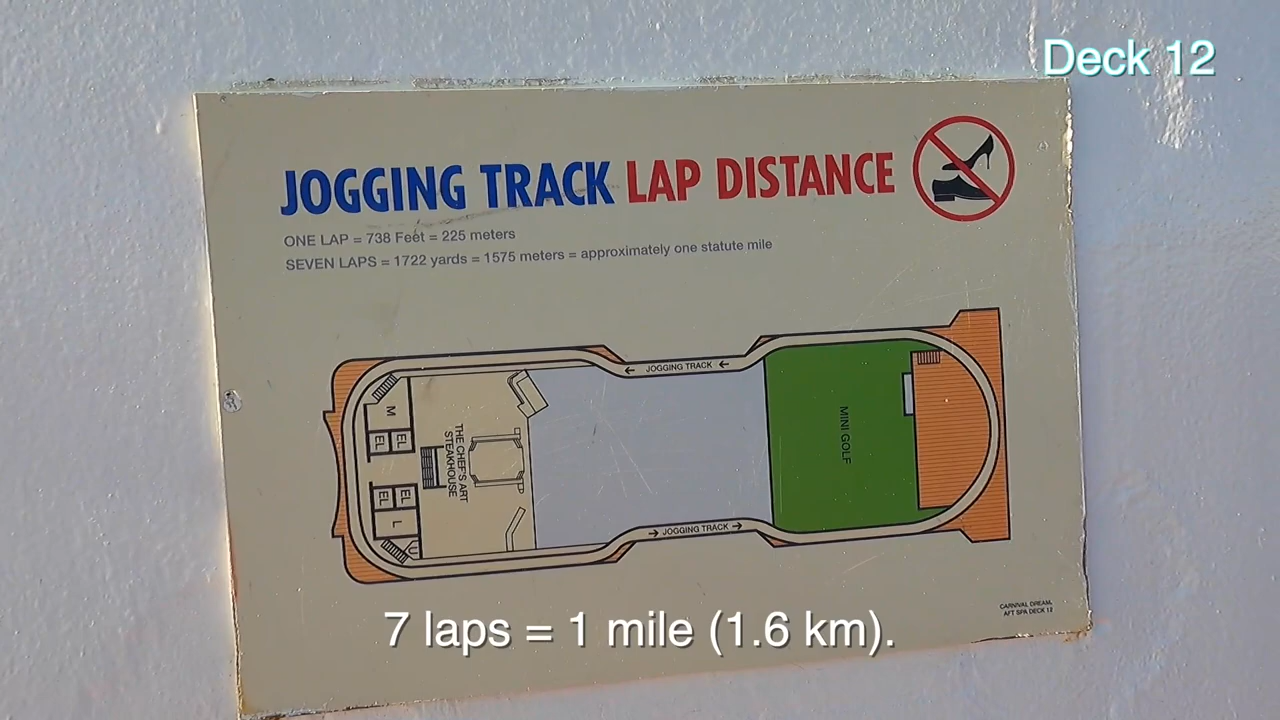 Deck 12
JOGGING TRACK LAP DISTANCE
ONE LAP = 738 Feet = 225 meters
SEVEN LAPS = 1722 yards = 1575 meters = approximately one statute mile
JOGGING TRACK
M
EL EL
THE CHEF'S ART
STEAKHOUSE
MINI GOLF
EL EL
L
U
JOGGING TRACK
CARNIVAL DREAM
AFT SPA DECK 12
7 laps = 1 mile (1.6 km).